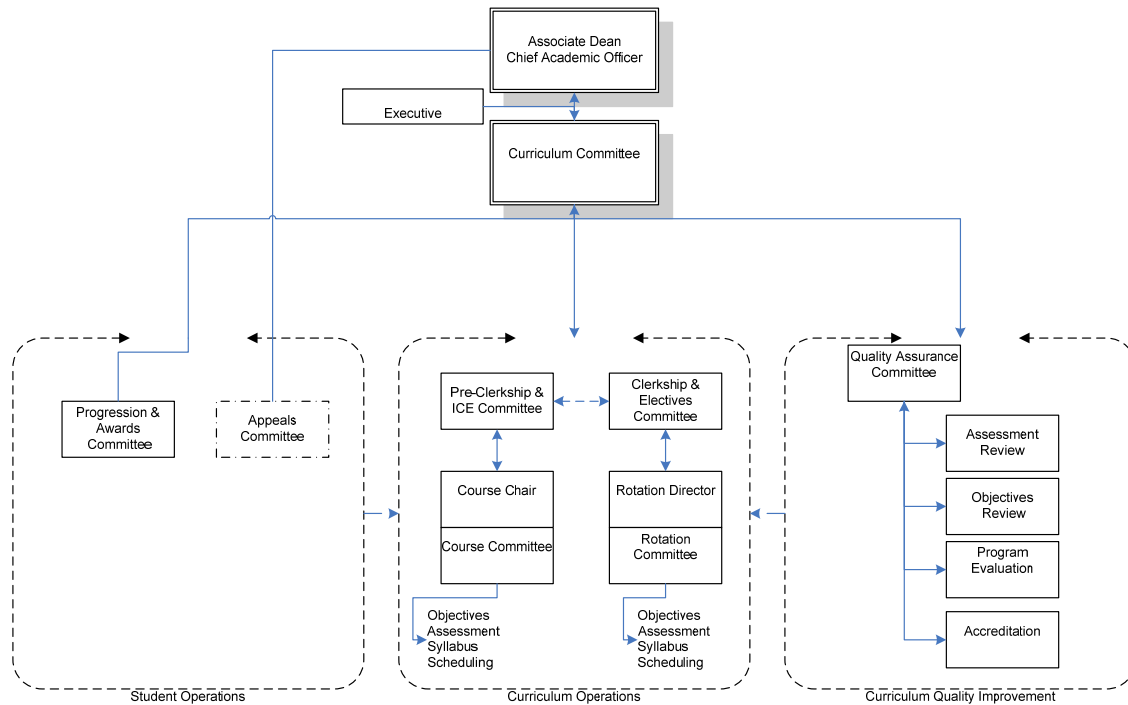 Associate Dean
Chief Academic Officer
Executive
Curriculum Committee
Progression &
Awards
Committee
Appeals
Committee
Student Operations
Pre-Clerkship &
ICE Committee
Clerkship &
Electives
Committee
Course Chair
Course Committee
Rotation Director
Rotation
Committee
Objectives
Assessment
Syllabus
Scheduling
Objectives
Assessment
Syllabus
Scheduling
Curriculum Operations
Quality Assurance
Committee
Assessment
Review
Objectives
Review
Program
Evaluation
Accreditation
Curriculum Quality Improvement